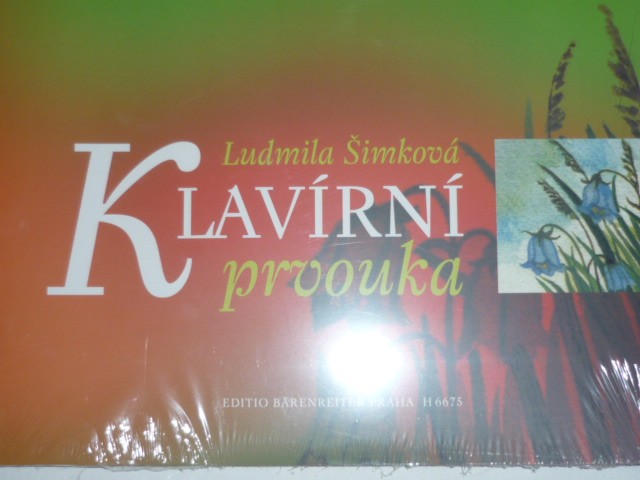 Ludmila Šimková
KLAVÍRNÍ
prvouka
EDITIO BÄRENREITER PRAHA H 6675